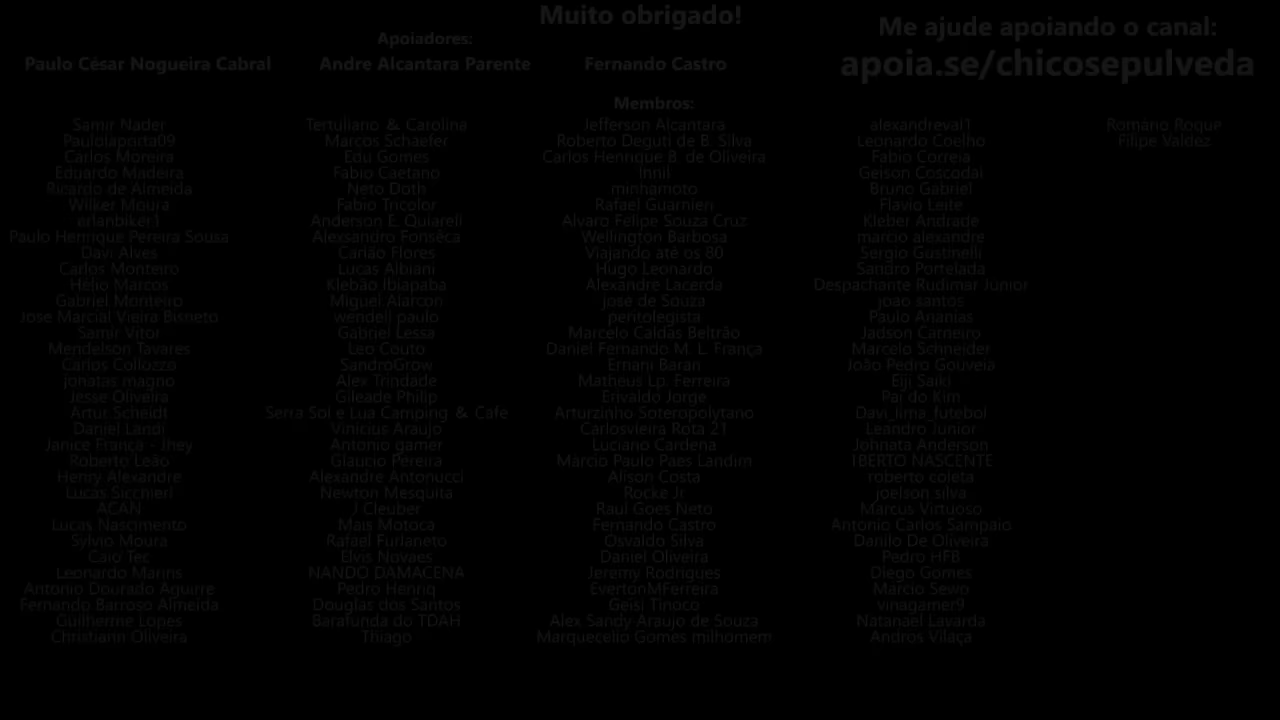 Muito obrigado!
Me ajude apoiando o canal:
apoia.se/chicosepulveda
Apoiadores:
Paulo César Nogueira Cabral
Andre Alcantara Parente
Fernando Castro
Membros:
Samir Nader
Paulolaporta09
Carlos Moreira
Eduardo Madeira
Ricardo de Almeida
Wilker Moura
orlanbiker1
Paulo Henrique Pereira Sousa
Davi Alves
Carlos Monteiro
Hélio Marcos
Gabriel Monteiro
Jose Marcial Vieira Bisneto
Samir Vitor
Mendelson Tavares
Carlos Collozzo
jonatas magno
Jesse Oliveira
Artur Scheidt
Daniel Landi
Janice França - Jhey
Roberto Leão
Henry Alexandre
Lucas Sicchieri
ACAN
Lucas Nascimento
Sylvio Moura
Caio Tec
Leonardo Marins
Antonio Dourado Aguirre
Fernando Barroso Almeida
Guilherme Lopes
Christiann Oliveira
Tertuliano & Carolina
Marcos Schaefer
Edu Gomes
Fabio Caetano
Neto Doth
Fabio Tricolor
Anderson E. Quiareli
Alexsandro Fonsêca
Carlão Flores
Lucas Albiani
Klebão Ibiapaba
Miguel Alarcon
wendell paulo
Gabriel Lessa
Leo Couto
SandroGrow
Alex Trindade
Gileade Philip
Serra Sol e Lua Camping & Cafe
Vinicius Araujo
Antonio gamer
Glaucio Pereira
Alexandre Antonucci
Newton Mesquita
J Cleuber
Mais Motoca
Rafael Furlaneto
Elvis Novaes
NANDO DAMACENA
Pedro Henriq
Douglas dos Santos
Barafunda do TDAH
Thiago
Jefferson Alcantara
Roberto Deguti de B. Silva
Carlos Henrique B. de Oliveira
Innil
minhamoto
Rafael Guarnieri
Alvaro Felipe Souza Cruz
Wellington Barbosa
Viajando até os 80
Hugo Leonardo
Alexandre Lacerda
jose de Souza
pentolegista
Marcelo Caldas Beltrão
Daniel Fernando M. L. França
Ernani Baran
Matheus Lp. Ferreira
Erivaldo Jorge
Arturzinho Soteropolytano
Carlosvieira Rota 21
Luciano Cardena
Marcio Paulo Paes Landim
Alison Costa
Rocke Jr
Raul Goes Neto
Fernando Castro
Osvaldo Silva
Daniel Oliveira
Jeremy Rodrigues
EvertonMFerreira
Geisi Tinoco
Alex Sandy Araujo de Souza
Marquecelio Gomes milhomem
alexandreval1
Leonardo Coelho
Fabio Correia
Geison Coscodai
Bruno Gabriel
Flavio Leite
Kleber Andrade
marcio alexandre
Sergio Gustinelli
Sandro Portelada
Despachante Rudimar Junior
joao santos
Paulo Ananias
Jadson Carneiro
Marcelo Schneider
João Pedro Gouveia
Eiji Saiki
Pai do Kim
Davi_lima_futebol
Leandro Junior
Johnata Anderson
IBERTO NASCENTE
roberto coleta
joelson silva
Marcus Virtuoso
Antonio Carlos Sampaio
Danilo De Oliveira
Pedro HFB
Diego Gomes
Marcio Sewo
vinagamer9
Natanael Lavarda
Andros Vilaça
Romário Roque
Filipe Valdez